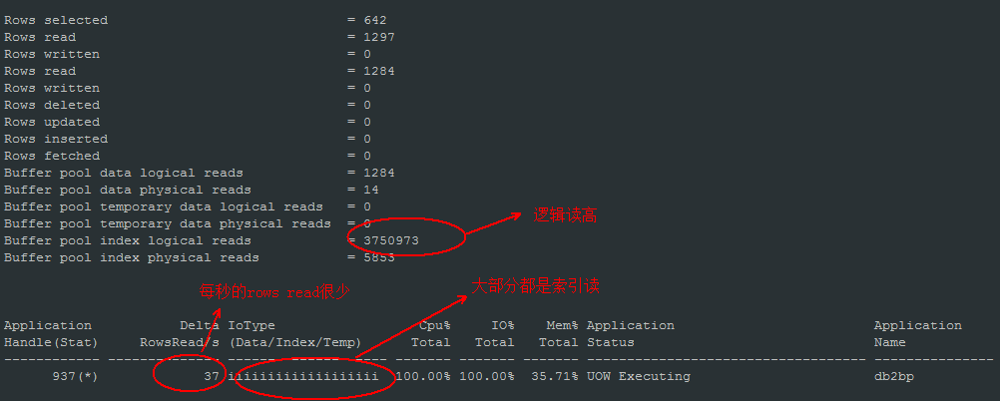 Rows selected = 642
Rows read = 1297
Rows written = 0
Rows read = 1284
Rows written = 0
Rows deleted = 0
Rows updated = 0
Rows inserted = 0
Rows fetched = 0
Buffer pool data logical reads = 1284
Buffer pool data physical reads = 14
Buffer pool temporary data logical reads = 0
Buffer pool temporary data physical reads = 0
逻辑读高
Buffer pool index logical reads = 3750973
Buffer pool index physical reads = 5853
大部分都是索引读
每秒的rows read很少
Application Delta IoType Cpu% IO% Mem% Application Application
Handle(Stat) RowsRead/s (Data/Index/Temp) Total Total Total Status Name
------------ ---------- ----------------- ------ ------- ------- ------------------------------ ---------------
937(*) 37 iiiiiiiiiiiiiiiiiii 100.00% 100.00% 35.71% UOW Executing db2bp